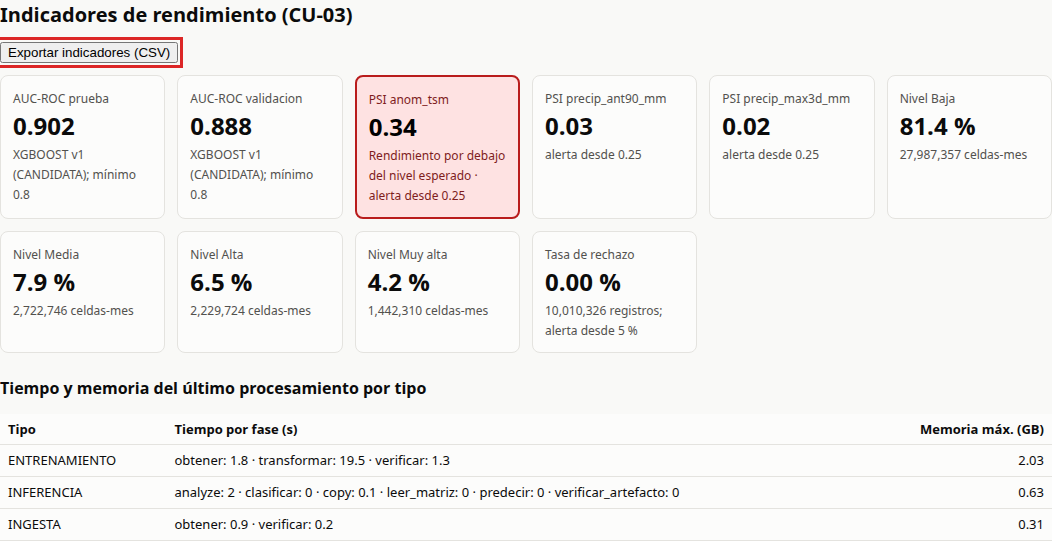 Indicadores de rendimiento (CU-03)
Exportar indicadores (CSV)
AUC-ROC prueba
0.902
XGBOOST v1
(CANDIDATA); mínimo
0.8
AUC-ROC validacion
0.888
XGBOOST v1
(CANDIDATA); mínimo
0.8
PSI anom_tsm
0.34
Rendimiento por debajo
del nivel esperado ·
alerta desde 0.25
PSI precip_ant90_mm
0.03
alerta desde 0.25
PSI precip_max3d_mm
0.02
alerta desde 0.25
Nivel Baja
81.4 %
27,987,357 celdas-mes
Nivel Media
7.9 %
2,722,746 celdas-mes
Nivel Alta
6.5 %
2,229,724 celdas-mes
Nivel Muy alta
4.2 %
1,442,310 celdas-mes
Tasa de rechazo
0.00 %
10,010,326 registros;
alerta desde 5 %
Tiempo y memoria del último procesamiento por tipo
Tipo Tiempo por fase (s) Memoria máx. (GB)
ENTRENAMIENTO obtener: 1.8 · transformar: 19.5 · verificar: 1.3 2.03
INFERENCIA analyze: 2 · clasificar: 0 · copy: 0.1 · leer_matriz: 0 · predecir: 0 · verificar_artefacto: 0 0.63
INGESTA obtener: 0.9 · verificar: 0.2 0.31